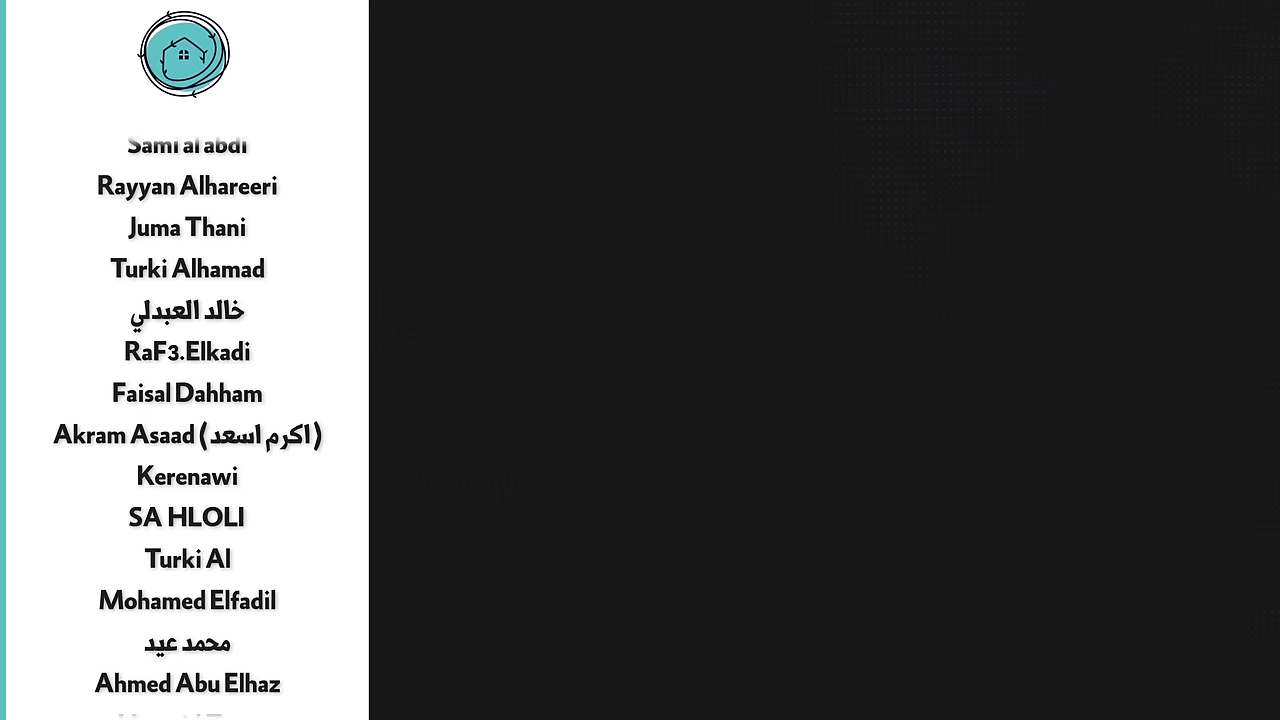 Sami al abdi
Rayyan Alhareeri
Juma Thani
Turki Alhamad
خالد العبدلي
RaF3.Elkadi
Faisal Dahham
Akram Asaad (اكرم اسعد)
Kerenawi
SA HLOLI
Turki Al
Mohamed Elfadil
محمد عيد
Ahmed Abu Elhaz